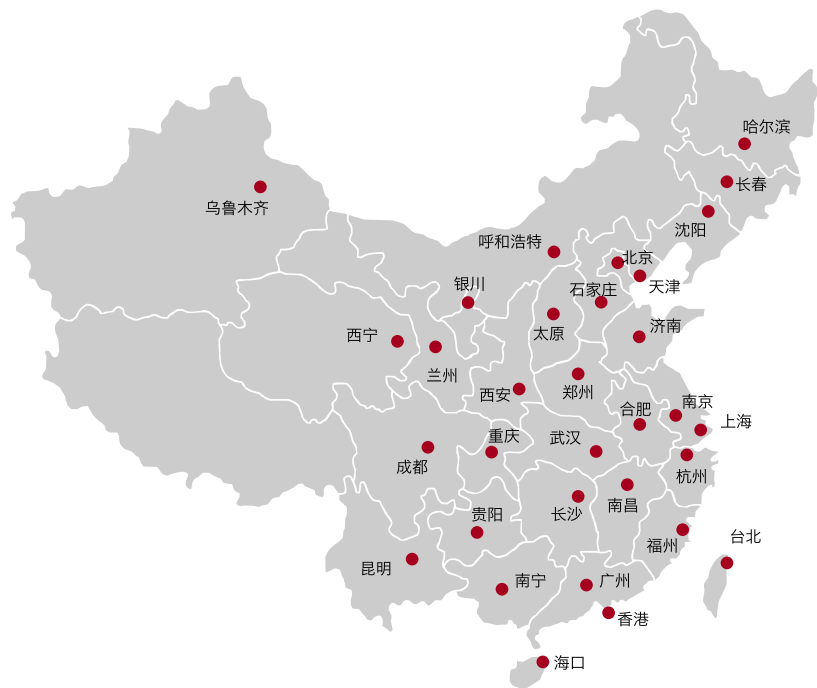 哈尔滨
长春
乌鲁木齐
沈阳
呼和浩特
北京
银川
石家庄
天津
西宁
太原
济南
兰州
西安
郑州
南京
合肥
上海
重庆
武汉
成都
杭州
贵阳
长沙
南昌
台北
福州
昆明
南宁
广州
香港
海口